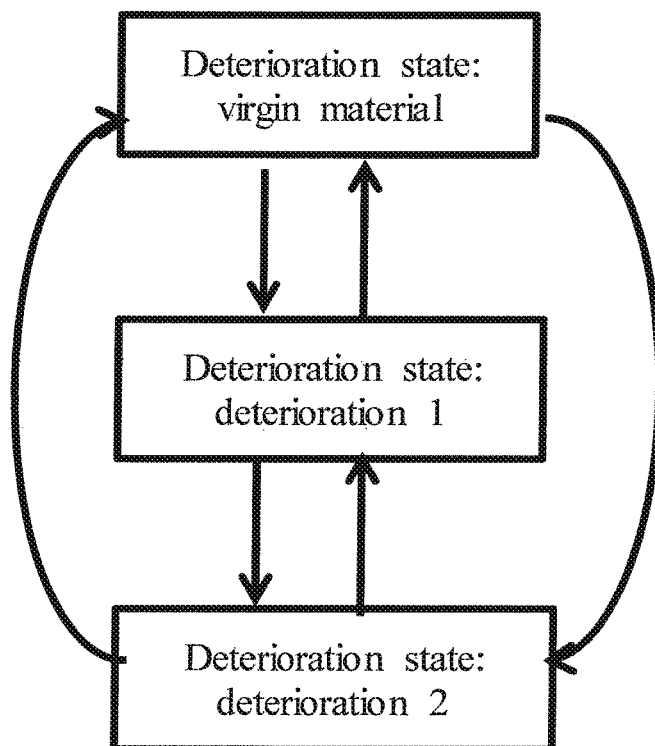 Deterioration state:
virgin material
Deterioration state:
deterioration 1
Deterioration state:
deterioration 2